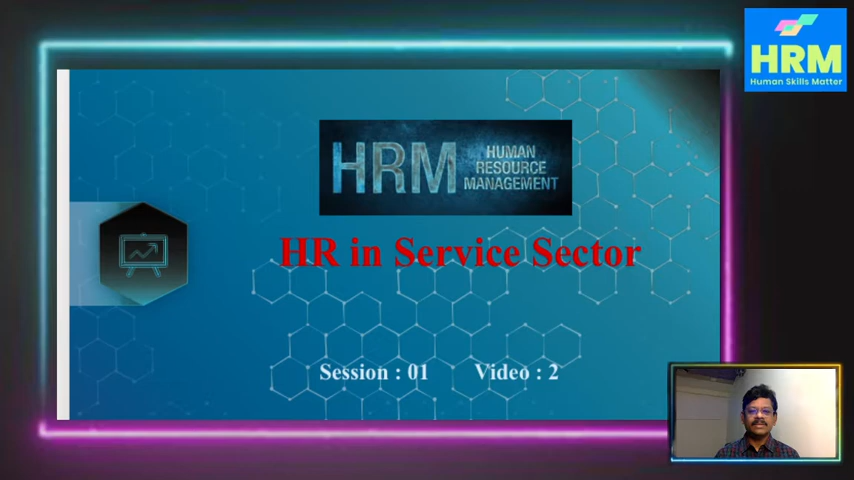 HRM
Human Skills Matter
HRM HUMAN
RESOURCE
MANAGEMENT
HR in Service Sector
Session : 01 Video : 2